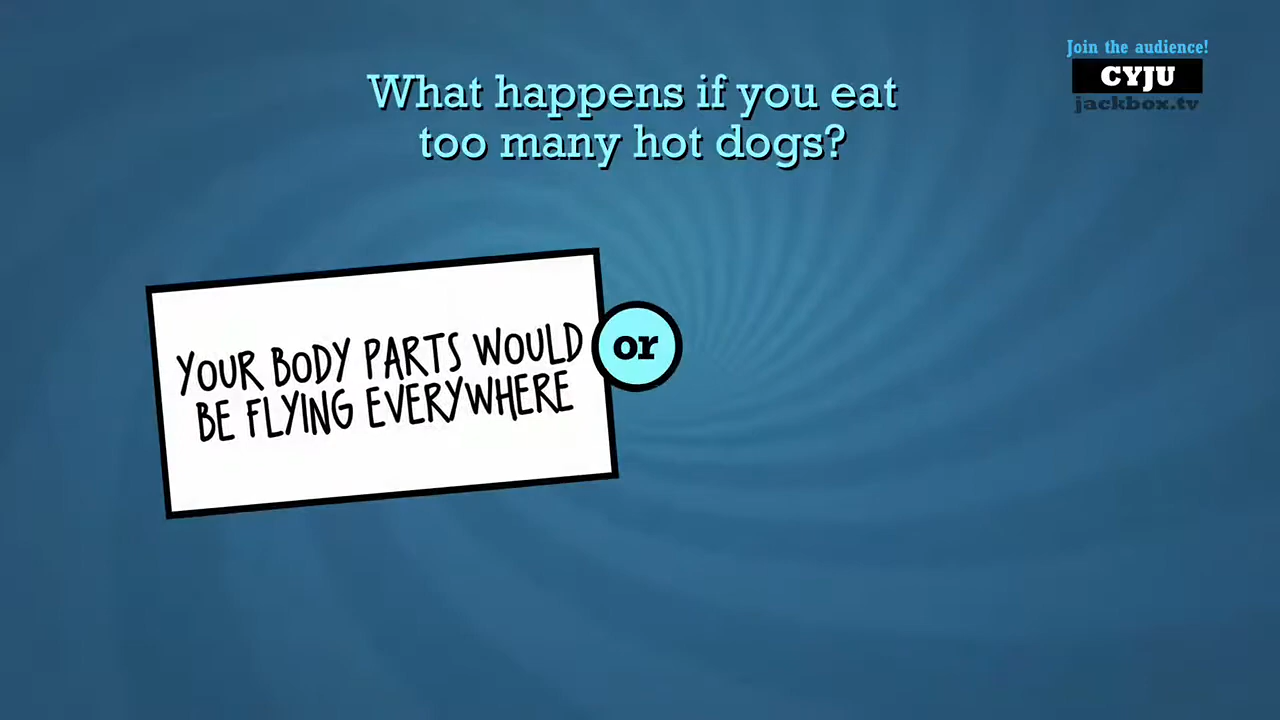 Join the audience!
CYJU
jackbox.tv
What happens if you eat
too many hot dogs?
YOUR BODY PARTS WOULD
BE FLYING EVERYWHERE
or